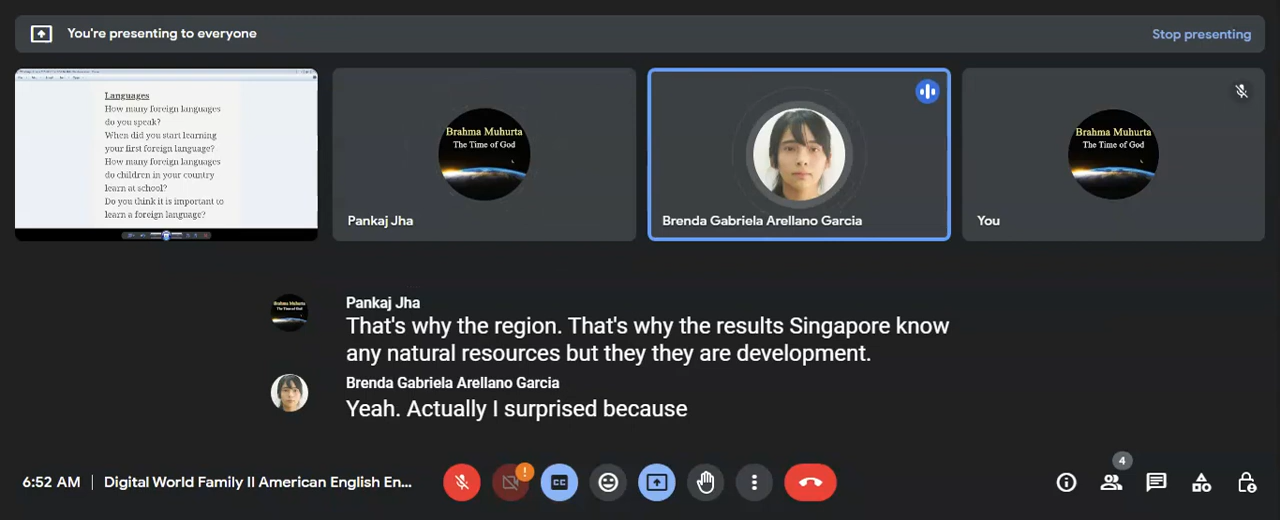 You're presenting to everyone
Stop presenting
Languages
How many foreign languages
do you speak?
When did you start learning
your first foreign language?
How many foreign languages
do children in your country
learn at school?
Do you think it is important to
learn a foreign language?
Brahma Muhurta
The Time of God
Pankaj Jha
Brenda Gabriela Arellano Garcia
Brahma Muhurta
The Time of God
You
Pankaj Jha
That's why the region. That's why the results Singapore know
any natural resources but they they are development.
Brenda Gabriela Arellano Garcia
Yeah. Actually I surprised because
6:52 AM | Digital World Family II American English En...
CC
4